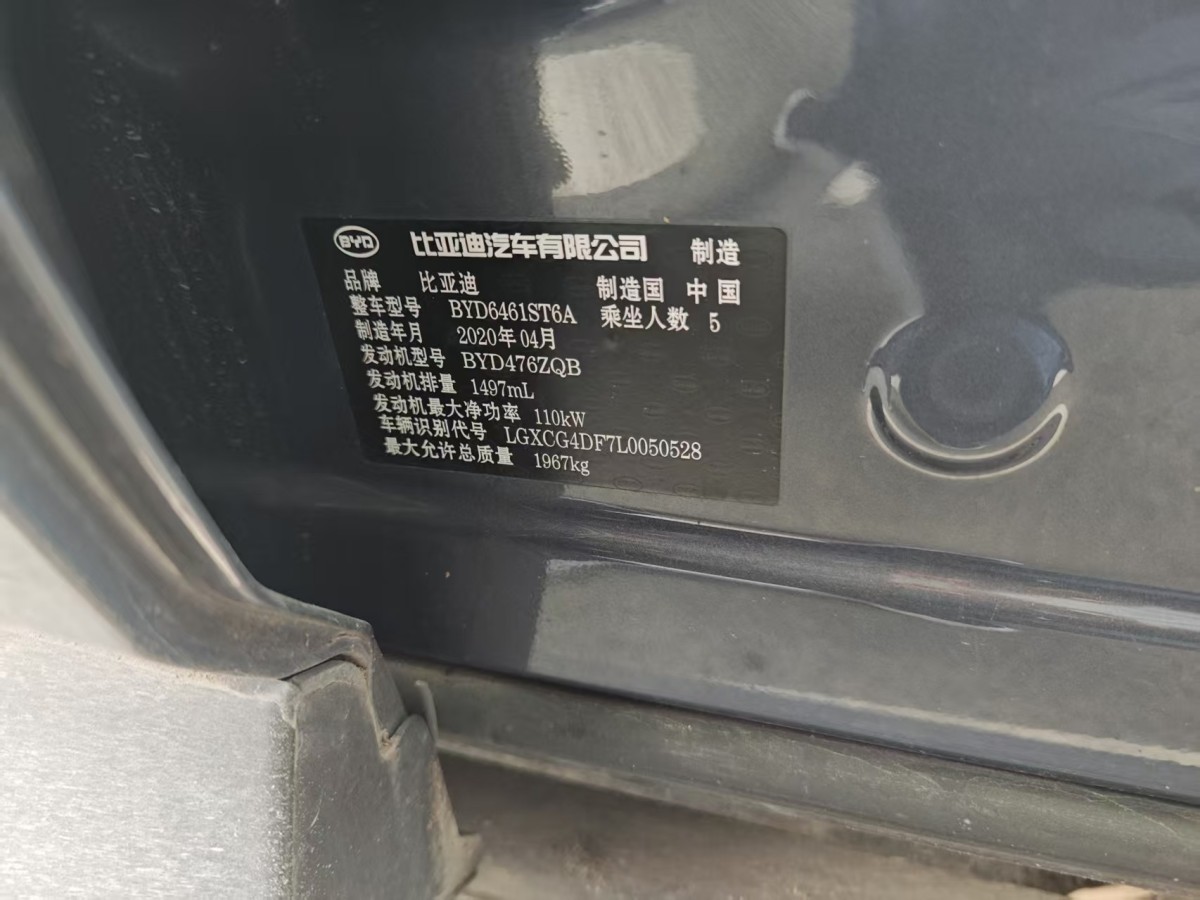 BYD 比亚迪汽车有限公司 制造
品牌 比亚迪 制造国 中国
整车型号 BYD6461ST6A 乘坐人数 5
制造年月 2020年04月
发动机型号 BYD476ZQB
发动机排量 1497mL
发动机最大净功率 110kW
车辆识别代号 LGXCG4DF7L0050528
最大允许总质量 1967kg